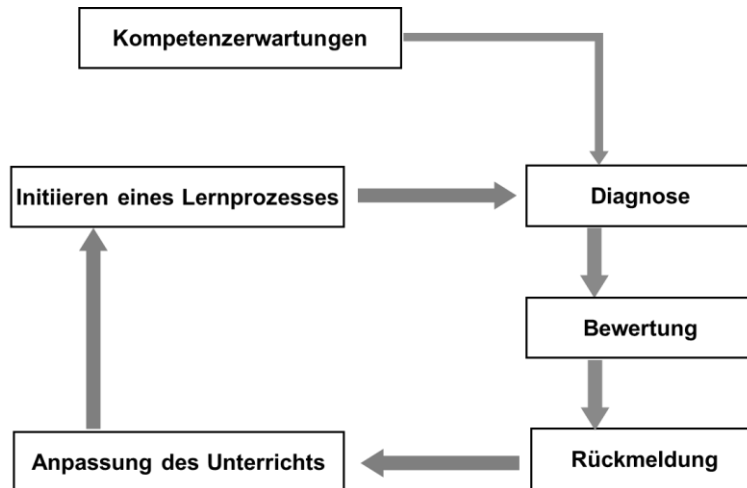 Kompetenzerwartungen
Initiieren eines Lernprozesses
Diagnose
Bewertung
Anpassung des Unterrichts
Rückmeldung